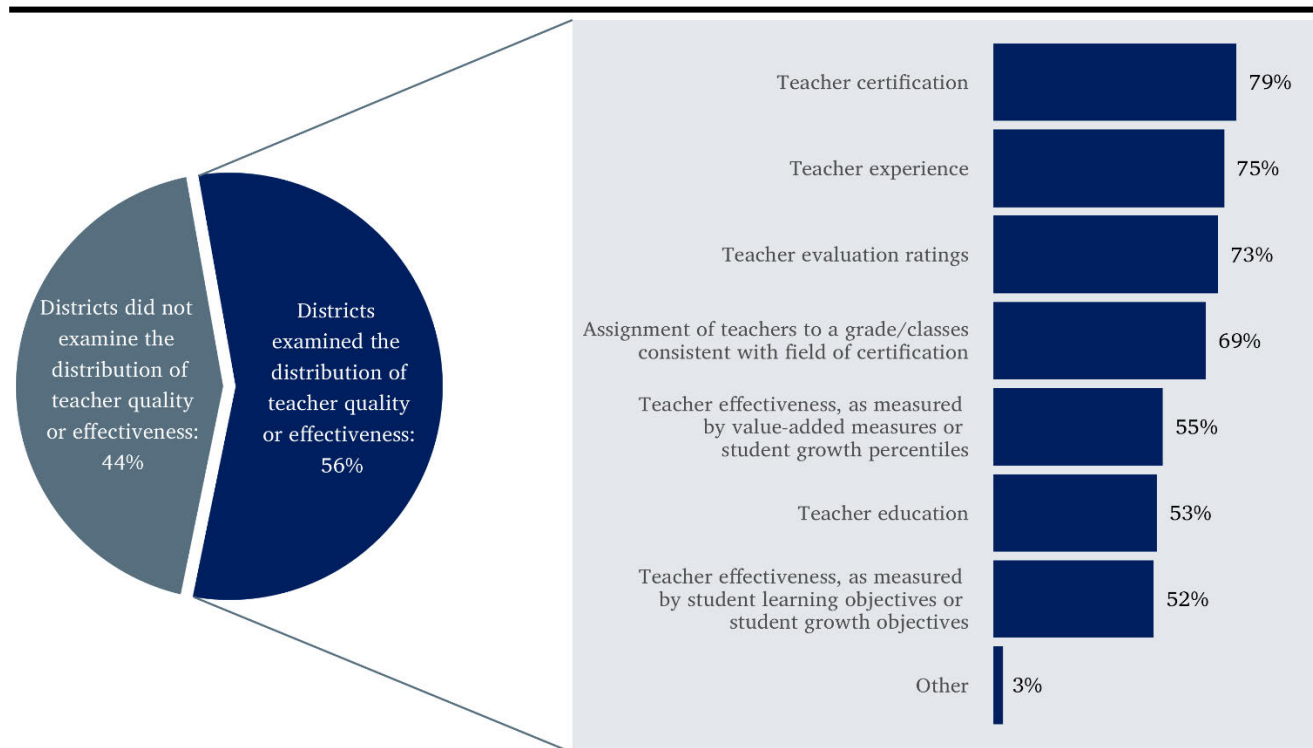 Districts did not
examine the
distribution of
teacher quality
or effectiveness:
44%
Districts
examined the
distribution of
teacher quality
or effectiveness:
56%
Teacher certification
79%
Teacher experience
75%
Teacher evaluation ratings
73%
Assignment of teachers to a grade/classes
consistent with field of certification
69%
Teacher effectiveness, as measured
by value-added measures or
student growth percentiles
55%
Teacher education
53%
Teacher effectiveness, as measured
by student learning objectives or
student growth objectives
52%
Other
3%